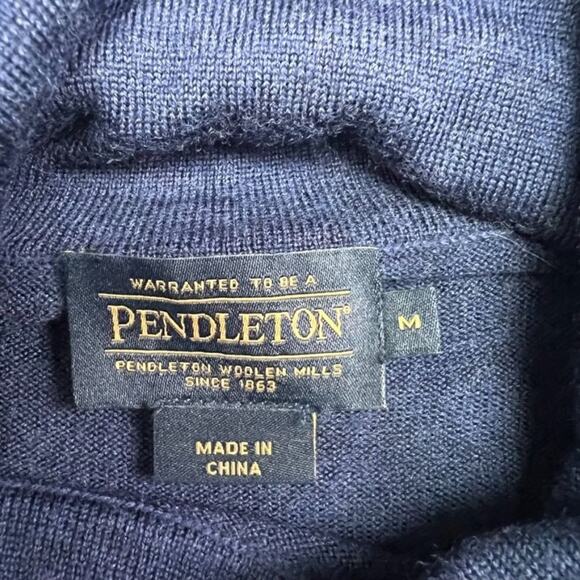 WARRANTED TO BE A
PENDLETON®
M
PENDLETON WOOLEN MILLS
SINCE 1863
MADE IN
CHINA